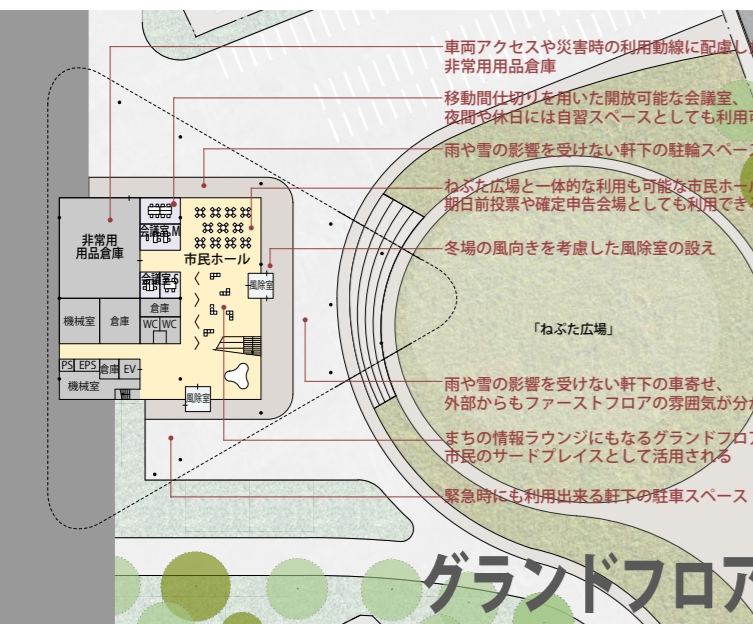 車両アクセスや災害時の利用動線に配慮し
非常用用品倉庫
移動間仕切りを用いた開放可能な会議室、
夜間や休日には自習スペースとしても利用可
雨や雪の影響を受けない軒下の駐輪スペース
ねぶた広場と一体的な利用も可能な市民ホール
期日前投票や確定申告会場としても利用でき
冬場の風向きを考慮した風除室の設え
非常用
用品倉庫
会議室 M
市民ホール
会議室
風除室
倉庫
機械室
倉庫
WC
WC
「ねぶた広場」
PS
EPS
倉庫
EV
機械室
風除室
雨や雪の影響を受けない軒下の車寄せ、
外部からもファーストフロアの雰囲気が分か
まちの情報ラウンジにもなるグランドフロア
市民のサードプレイスとして活用される
緊急時にも利用出来る軒下の駐車スペース
グランドフロア